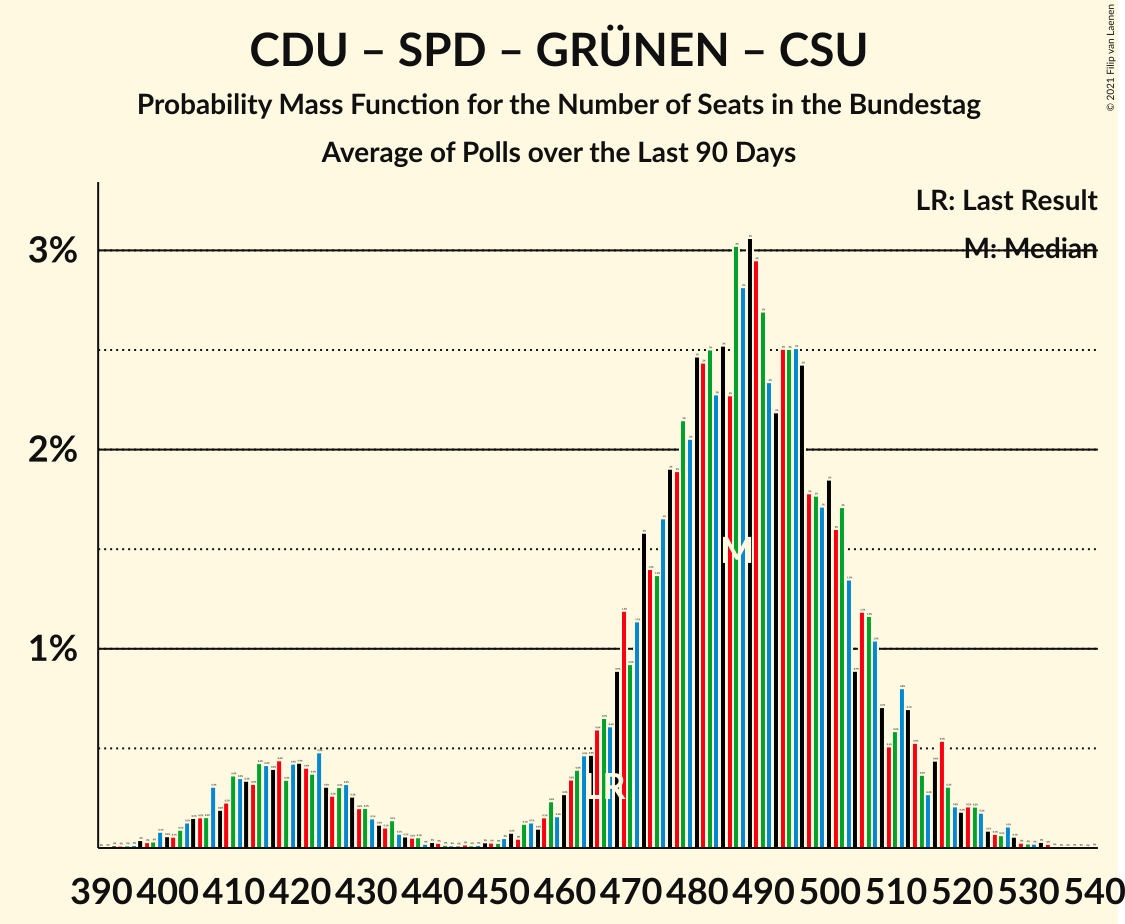 CDU – SPD – GRÜNEN – CSU
Probability Mass Function for the Number of Seats in the Bundestag
Average of Polls over the Last 90 Days
© 2021 Filip van Laenen
LR: Last Result
M: Median
3%
2%
1%
M
LR
390 400 410 420 430 440 450 460 470 480 490 500 510 520 530 540